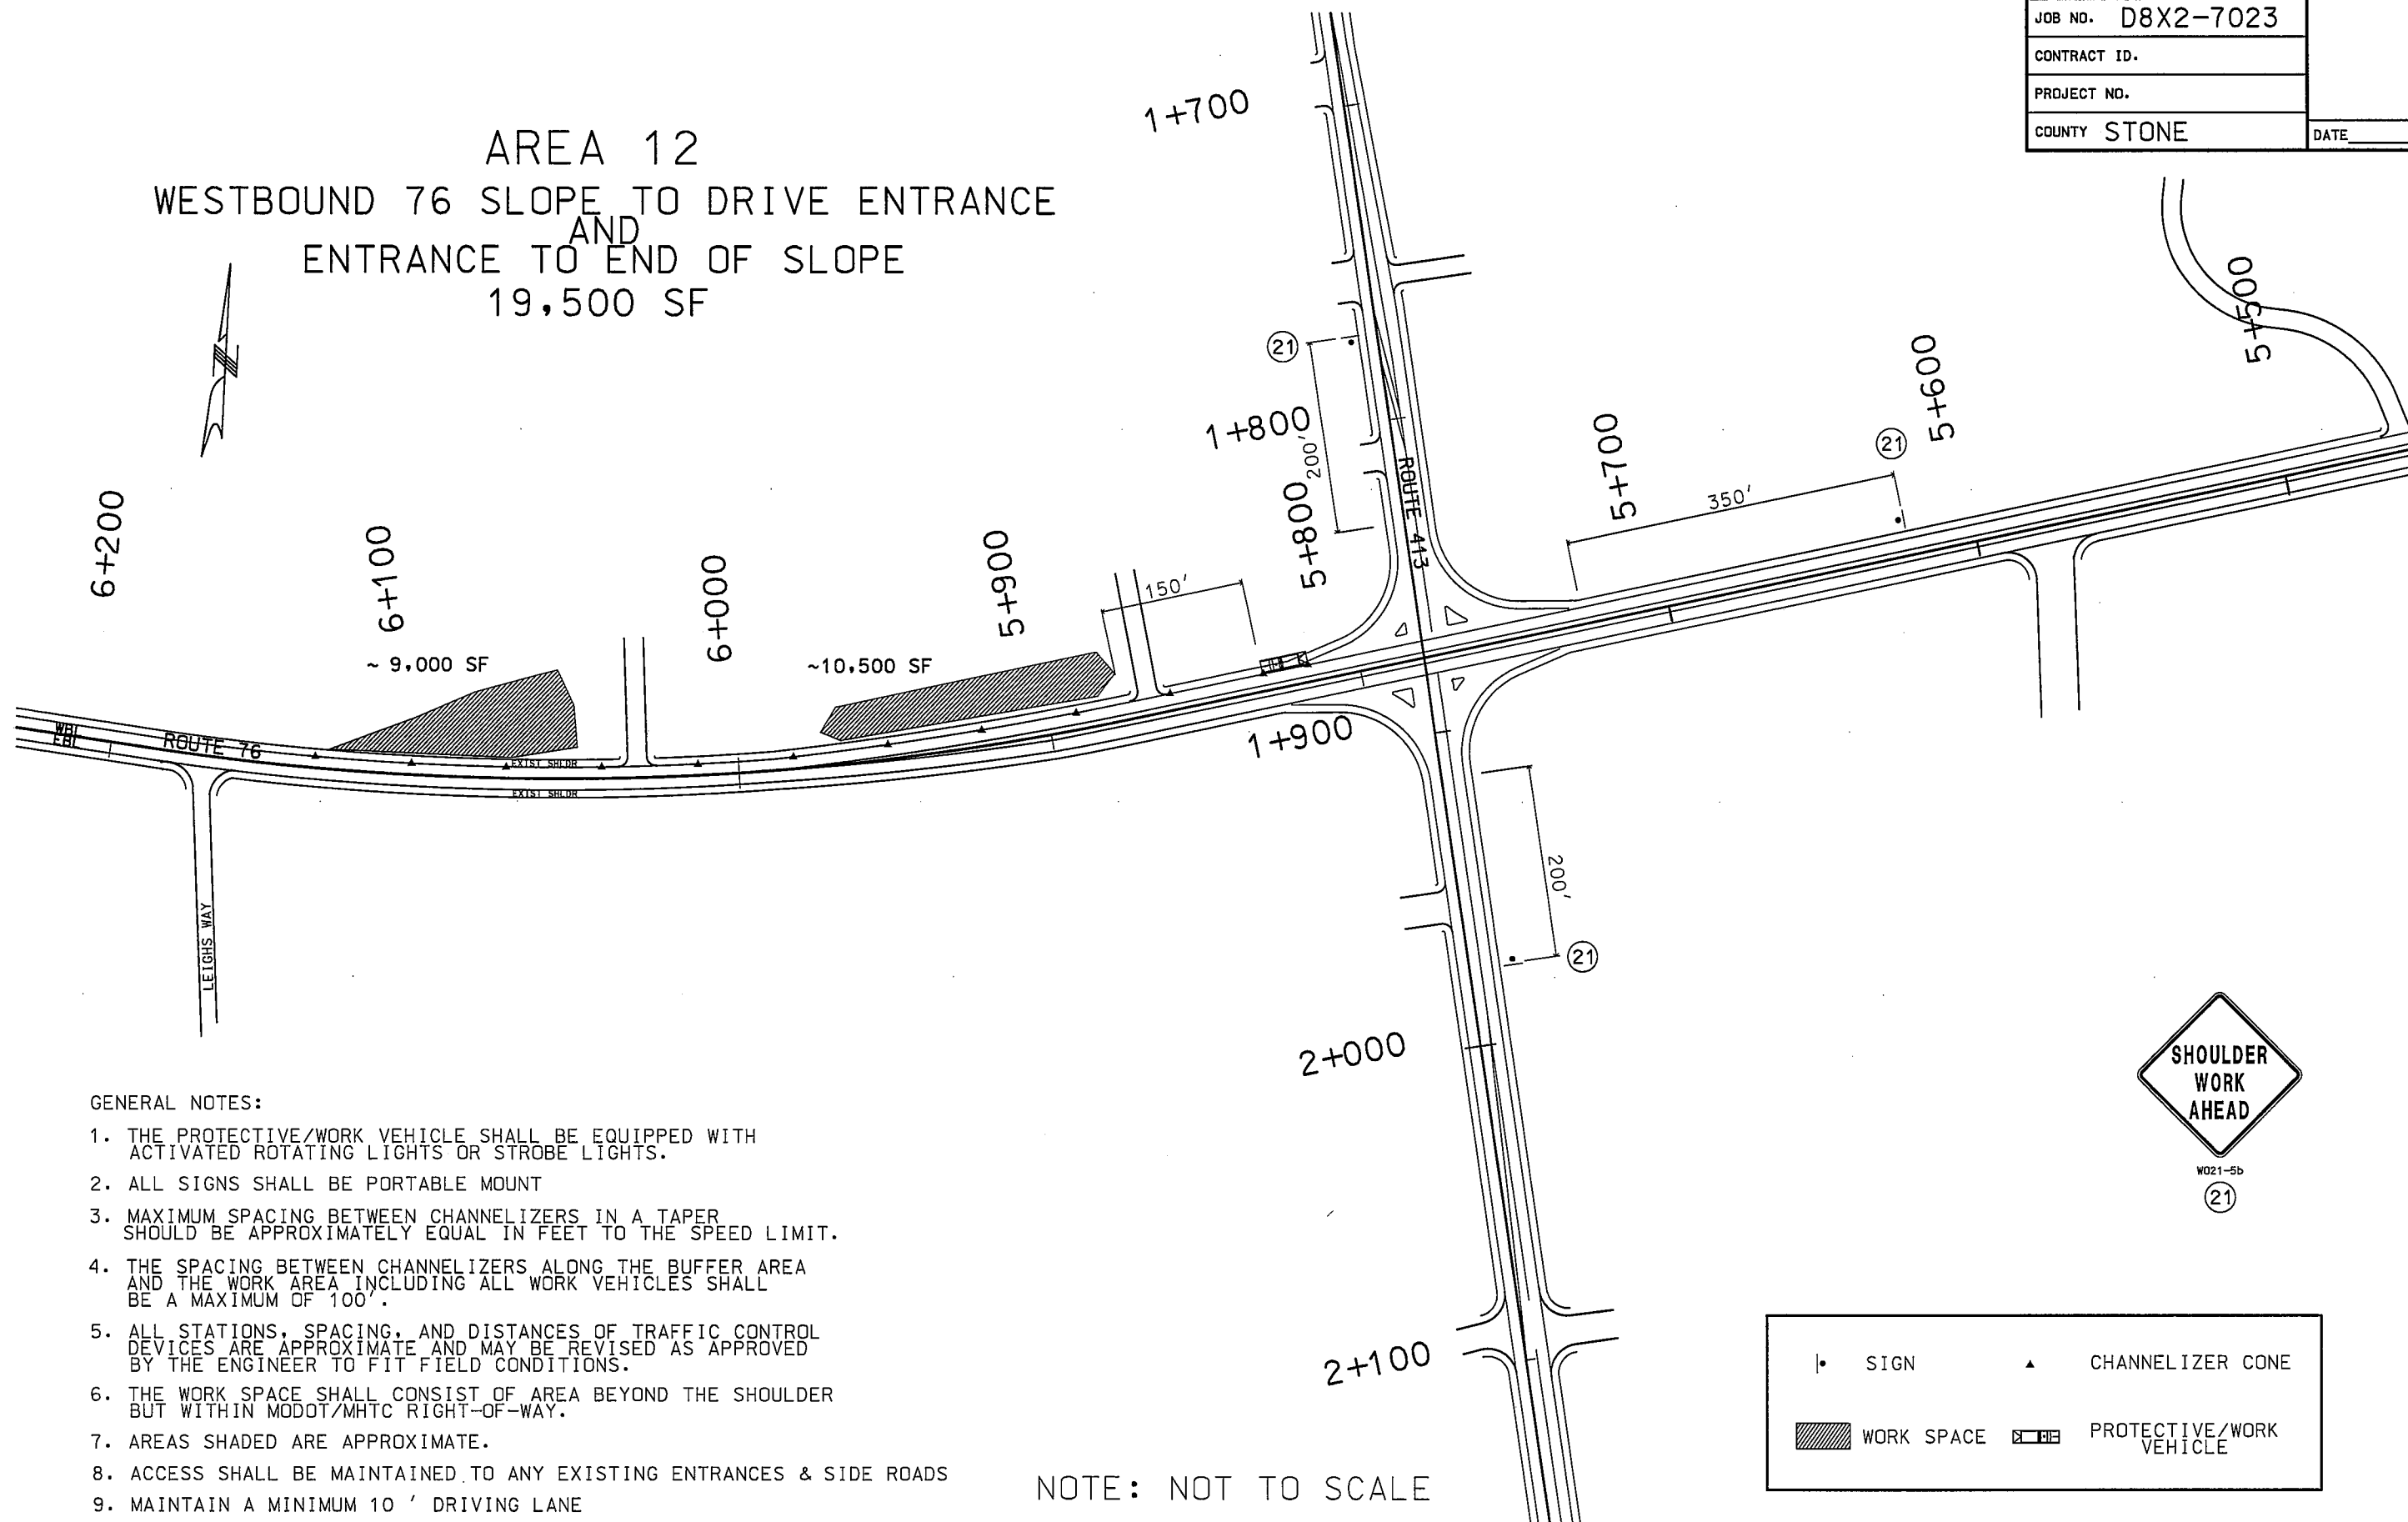 JOB NO. D8X2-7023
CONTRACT ID.
PROJECT NO.
COUNTY STONE
DATE
AREA 12
WESTBOUND 76 SLOPE TO DRIVE ENTRANCE
AND
ENTRANCE TO END OF SLOPE
19,500 SF
N
1+700
21
1+800
200'
ROUTE 413
5+800
5+700
350'
21
5+600
5+500
6+200
6+100
6+000
5+900
150'
~ 9,000 SF
~10,500 SF
WBL
EBL
ROUTE 76
EXIST SHLDR
EXIST SHLDR
1+900
200'
21
LEIGHS WAY
2+000
2+100
SHOULDER
WORK
AHEAD
WO21-5b
21
GENERAL NOTES:
1. THE PROTECTIVE/WORK VEHICLE SHALL BE EQUIPPED WITH
ACTIVATED ROTATING LIGHTS OR STROBE LIGHTS.
2. ALL SIGNS SHALL BE PORTABLE MOUNT
3. MAXIMUM SPACING BETWEEN CHANNELIZERS IN A TAPER
SHOULD BE APPROXIMATELY EQUAL IN FEET TO THE SPEED LIMIT.
4. THE SPACING BETWEEN CHANNELIZERS ALONG THE BUFFER AREA
AND THE WORK AREA INCLUDING ALL WORK VEHICLES SHALL
BE A MAXIMUM OF 100'.
5. ALL STATIONS, SPACING, AND DISTANCES OF TRAFFIC CONTROL
DEVICES ARE APPROXIMATE AND MAY BE REVISED AS APPROVED
BY THE ENGINEER TO FIT FIELD CONDITIONS.
6. THE WORK SPACE SHALL CONSIST OF AREA BEYOND THE SHOULDER
BUT WITHIN MODOT/MHTC RIGHT-OF-WAY.
7. AREAS SHADED ARE APPROXIMATE.
8. ACCESS SHALL BE MAINTAINED TO ANY EXISTING ENTRANCES & SIDE ROADS
9. MAINTAIN A MINIMUM 10 ' DRIVING LANE
NOTE: NOT TO SCALE
SIGN
CHANNELIZER CONE
WORK SPACE
PROTECTIVE/WORK
VEHICLE